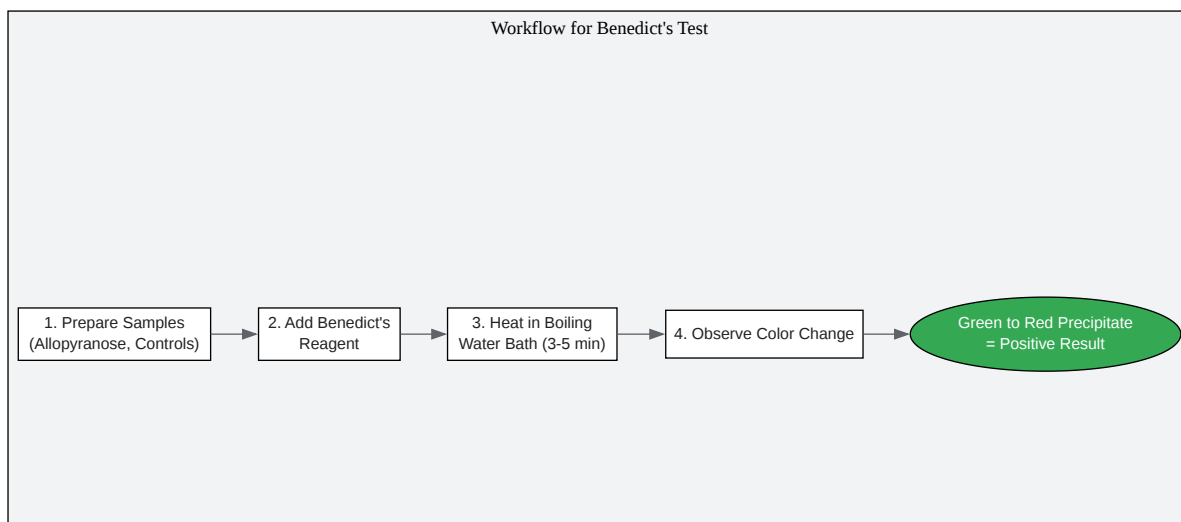 Workflow for Benedict's Test
1. Prepare Samples
(Allopyranose, Controls)
2. Add Benedict's
Reagent
3. Heat in Boiling
Water Bath (3-5 min)
4. Observe Color Change
Green to Red Precipitate
= Positive Result